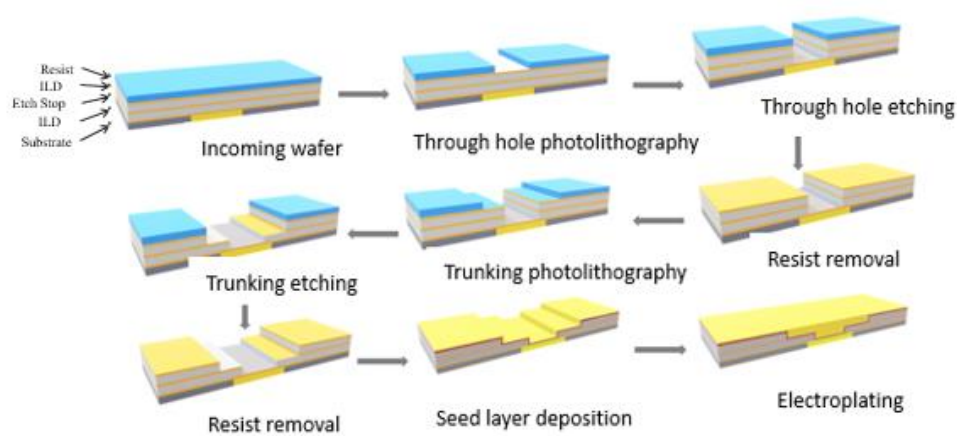 Resist
ILD
Etch Stop
ILD
Substrate
Incoming wafer
Through hole photolithography
Through hole etching
Resist removal
Trunking photolithography
Trunking etching
Resist removal
Seed layer deposition
Electroplating